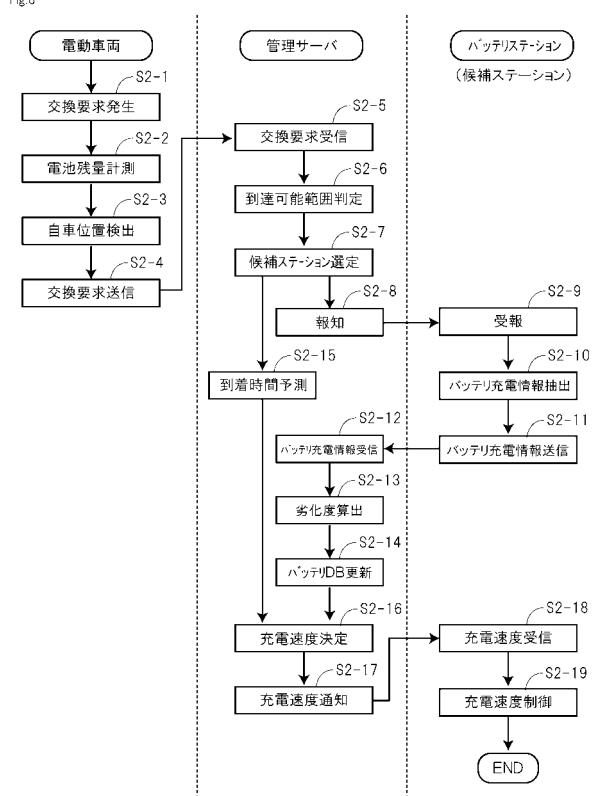 Fig.6
電動車両
S2-1
交換要求発生
S2-2
電池残量計測
S2-3
自車位置検出
S2-4
交換要求送信
管理サーバ
S2-5
交換要求受信
S2-6
到達可能範囲判定
S2-7
候補ステーション選定
S2-8
報知
S2-15
到着時間予測
S2-12
バッテリ充電情報受信
S2-13
劣化度算出
S2-14
バッテリDB更新
S2-16
充電速度決定
S2-17
充電速度通知
バッテリステーション
(候補ステーション)
S2-9
受報
S2-10
バッテリ充電情報抽出
S2-11
バッテリ充電情報送信
S2-18
充電速度受信
S2-19
充電速度制御
END